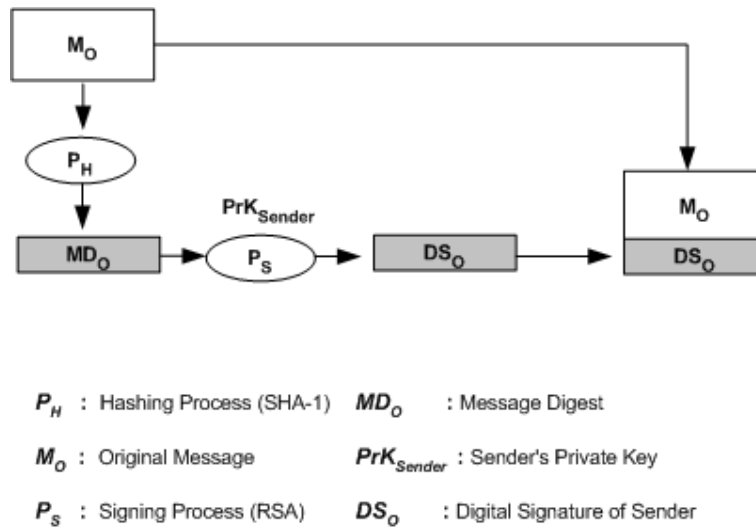 M_O
P_H
PrK_Sender
M_O
MD_O
P_S
DS_O
DS_O
P_H : Hashing Process (SHA-1) MD_O : Message Digest
M_O : Original Message PrK_Sender : Sender's Private Key
P_S : Signing Process (RSA) DS_O : Digital Signature of Sender